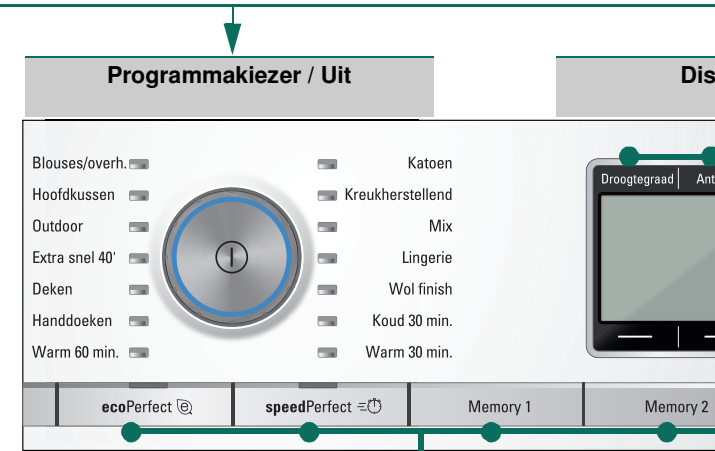 Programmakiezer / Uit
Dis
Blouses/overh.
Hoofdkussen
Outdoor
Extra snel 40'
Deken
Handdoeken
Warm 60 min.
Katoen
Kreukherstellend
Mix
Lingerie
Wol finish
Koud 30 min.
Warm 30 min.
Droogtegraad
Ant
ecoPerfect
speedPerfect
Memory 1
Memory 2